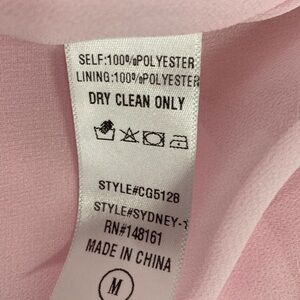 SELF:100%POLYESTER
LINING:100%POLYESTER
DRY CLEAN ONLY
STYLE#CG5128
STYLE#SYDNEY-
RN#148161
MADE IN CHINA
M